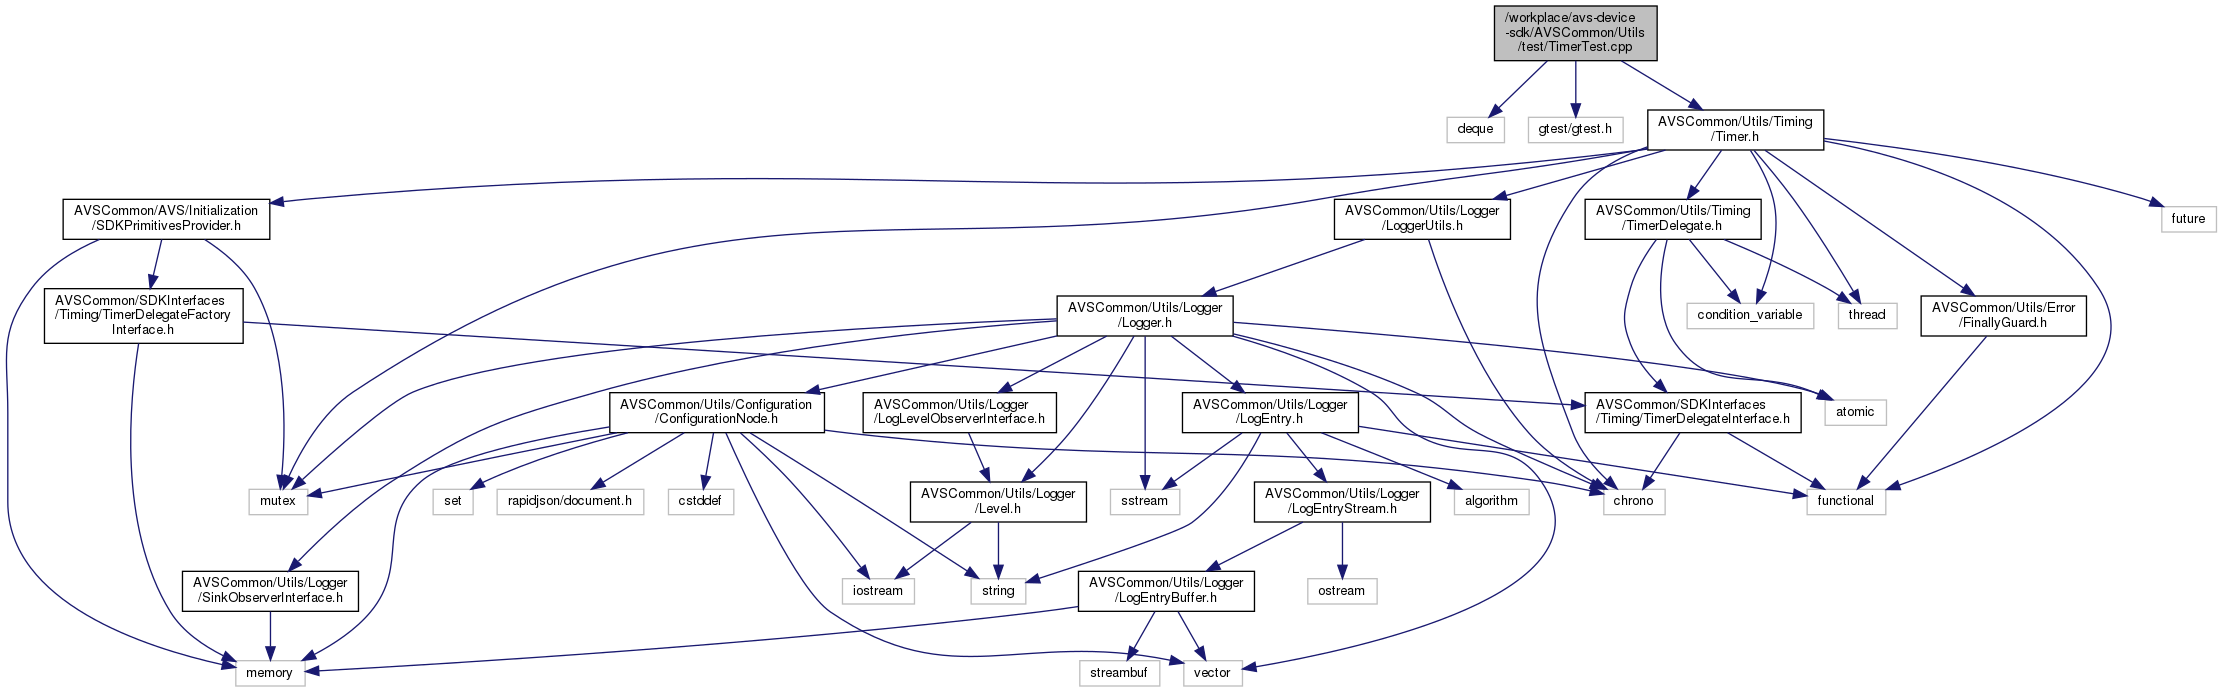 /workplace/avs-device
-sdk/AVSCommon/Utils
/test/TimerTest.cpp
deque
gtest/gtest.h
AVSCommon/Utils/Timing
/Timer.h
AVSCommon/AVS/Initialization
/SDKPrimitivesProvider.h
AVSCommon/Utils/Logger
/LoggerUtils.h
AVSCommon/Utils/Timing
/TimerDelegate.h
future
AVSCommon/SDKInterfaces
/Timing/TimerDelegateFactory
Interface.h
AVSCommon/Utils/Logger
/Logger.h
condition_variable
thread
AVSCommon/Utils/Error
/FinallyGuard.h
AVSCommon/Utils/Configuration
/ConfigurationNode.h
AVSCommon/Utils/Logger
/LogLevelObserverInterface.h
AVSCommon/Utils/Logger
/LogEntry.h
AVSCommon/SDKInterfaces
/Timing/TimerDelegateInterface.h
atomic
mutex
set
rapidjson/document.h
cstddef
AVSCommon/Utils/Logger
/Level.h
sstream
AVSCommon/Utils/Logger
/LogEntryStream.h
algorithm
chrono
functional
AVSCommon/Utils/Logger
/SinkObserverInterface.h
iostream
string
AVSCommon/Utils/Logger
/LogEntryBuffer.h
ostream
memory
streambuf
vector